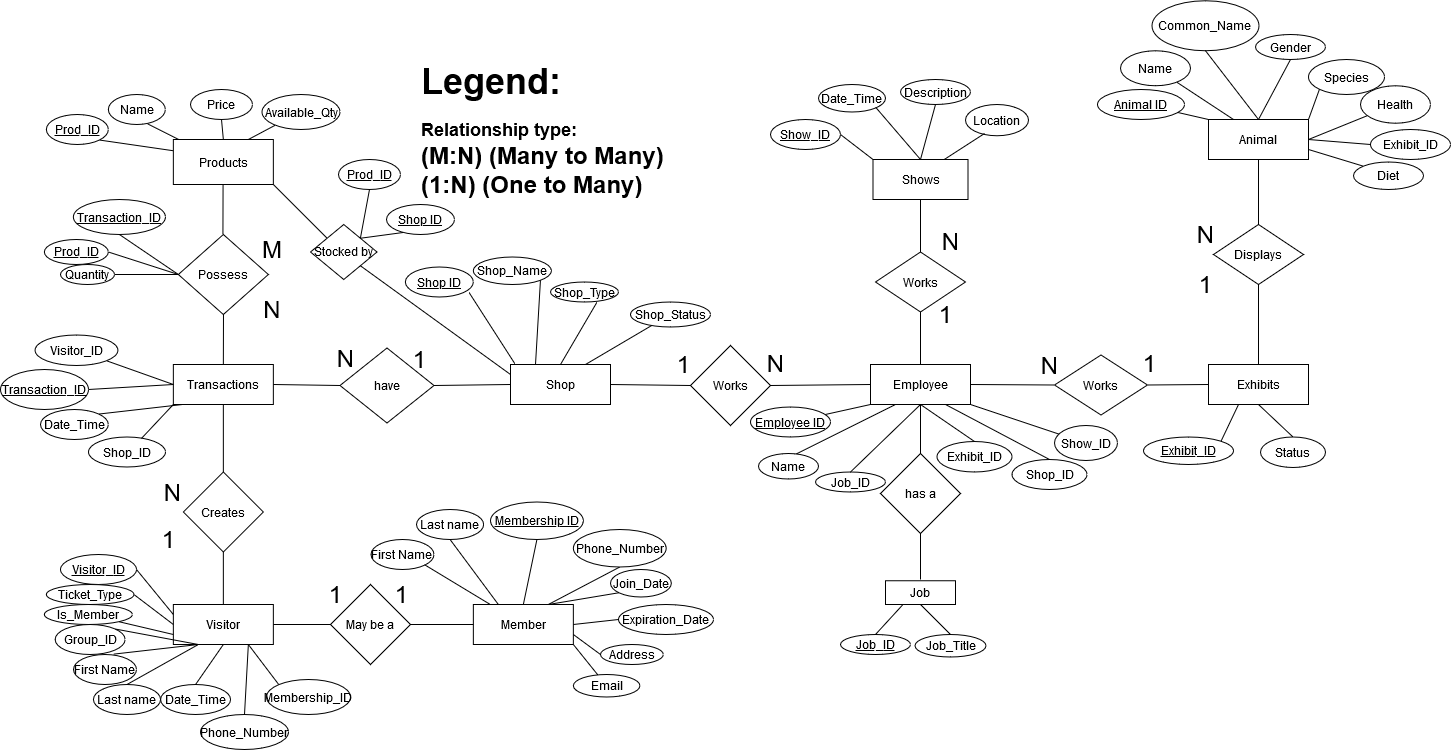 Legend:
Relationship type:
(M:N) (Many to Many)
(1:N) (One to Many)
Prod_ID
Name
Price
Available_Qty
Products
Prod_ID
Shop ID
Stocked by
Transaction_ID
Prod_ID
Quantity
Possess
M
N
Shop ID
Shop_Name
Shop_Type
Shop_Status
Visitor_ID
Transaction_ID
Date_Time
Shop_ID
Transactions
N
have
1
Shop
1
Works
N
Show_ID
Date_Time
Description
Location
Shows
N
Works
1
Employee
Employee ID
Name
Job_ID
Exhibit_ID
Shop_ID
Show_ID
N
Works
1
Exhibits
Exhibit_ID
Status
Animal ID
Name
Common_Name
Gender
Species
Health
Exhibit_ID
Diet
Animal
N
Displays
1
has a
Job
Job_ID
Job_Title
N
Creates
1
Visitor_ID
Ticket_Type
Is_Member
Group_ID
First Name
Last name
Date_Time
Phone_Number
Membership_ID
Visitor
1
May be a
1
First Name
Last name
Membership ID
Phone_Number
Join_Date
Expiration_Date
Address
Email
Member